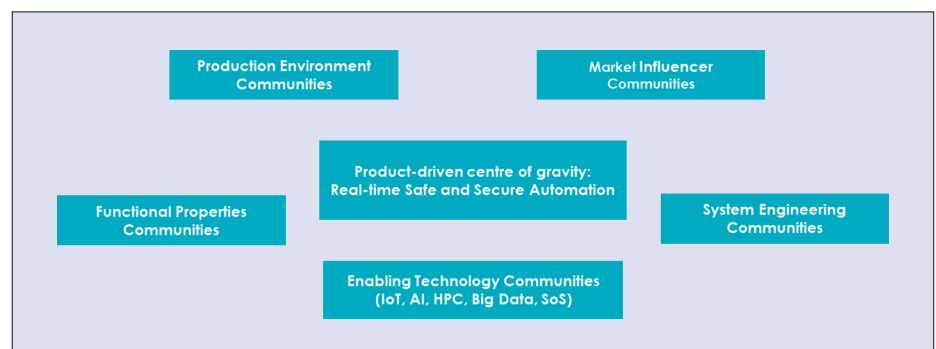 Production Environment
Communities
Market Influencer
Communities
Product-driven centre of gravity:
Real-time Safe and Secure Automation
Functional Properties
Communities
System Engineering
Communities
Enabling Technology Communities
(IoT, AI, HPC, Big Data, SoS)